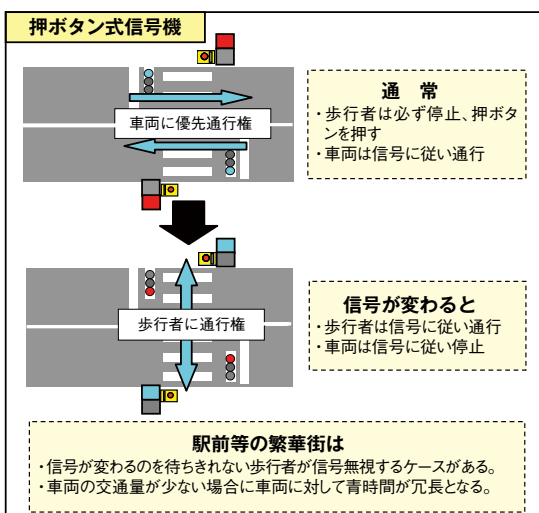 押ボタン式信号機
車両に優先通行権
通　常
・歩行者は必ず停止、押ボタ
ンを押す
・車両は信号に従い通行
歩行者に通行権
信号が変わると
・歩行者は信号に従い通行
・車両は信号に従い停止
駅前等の繁華街は
・信号が変わるのを待ちきれない歩行者が信号無視するケースがある。
・車両の交通量が少ない場合に車両に対して青時間が冗長となる。